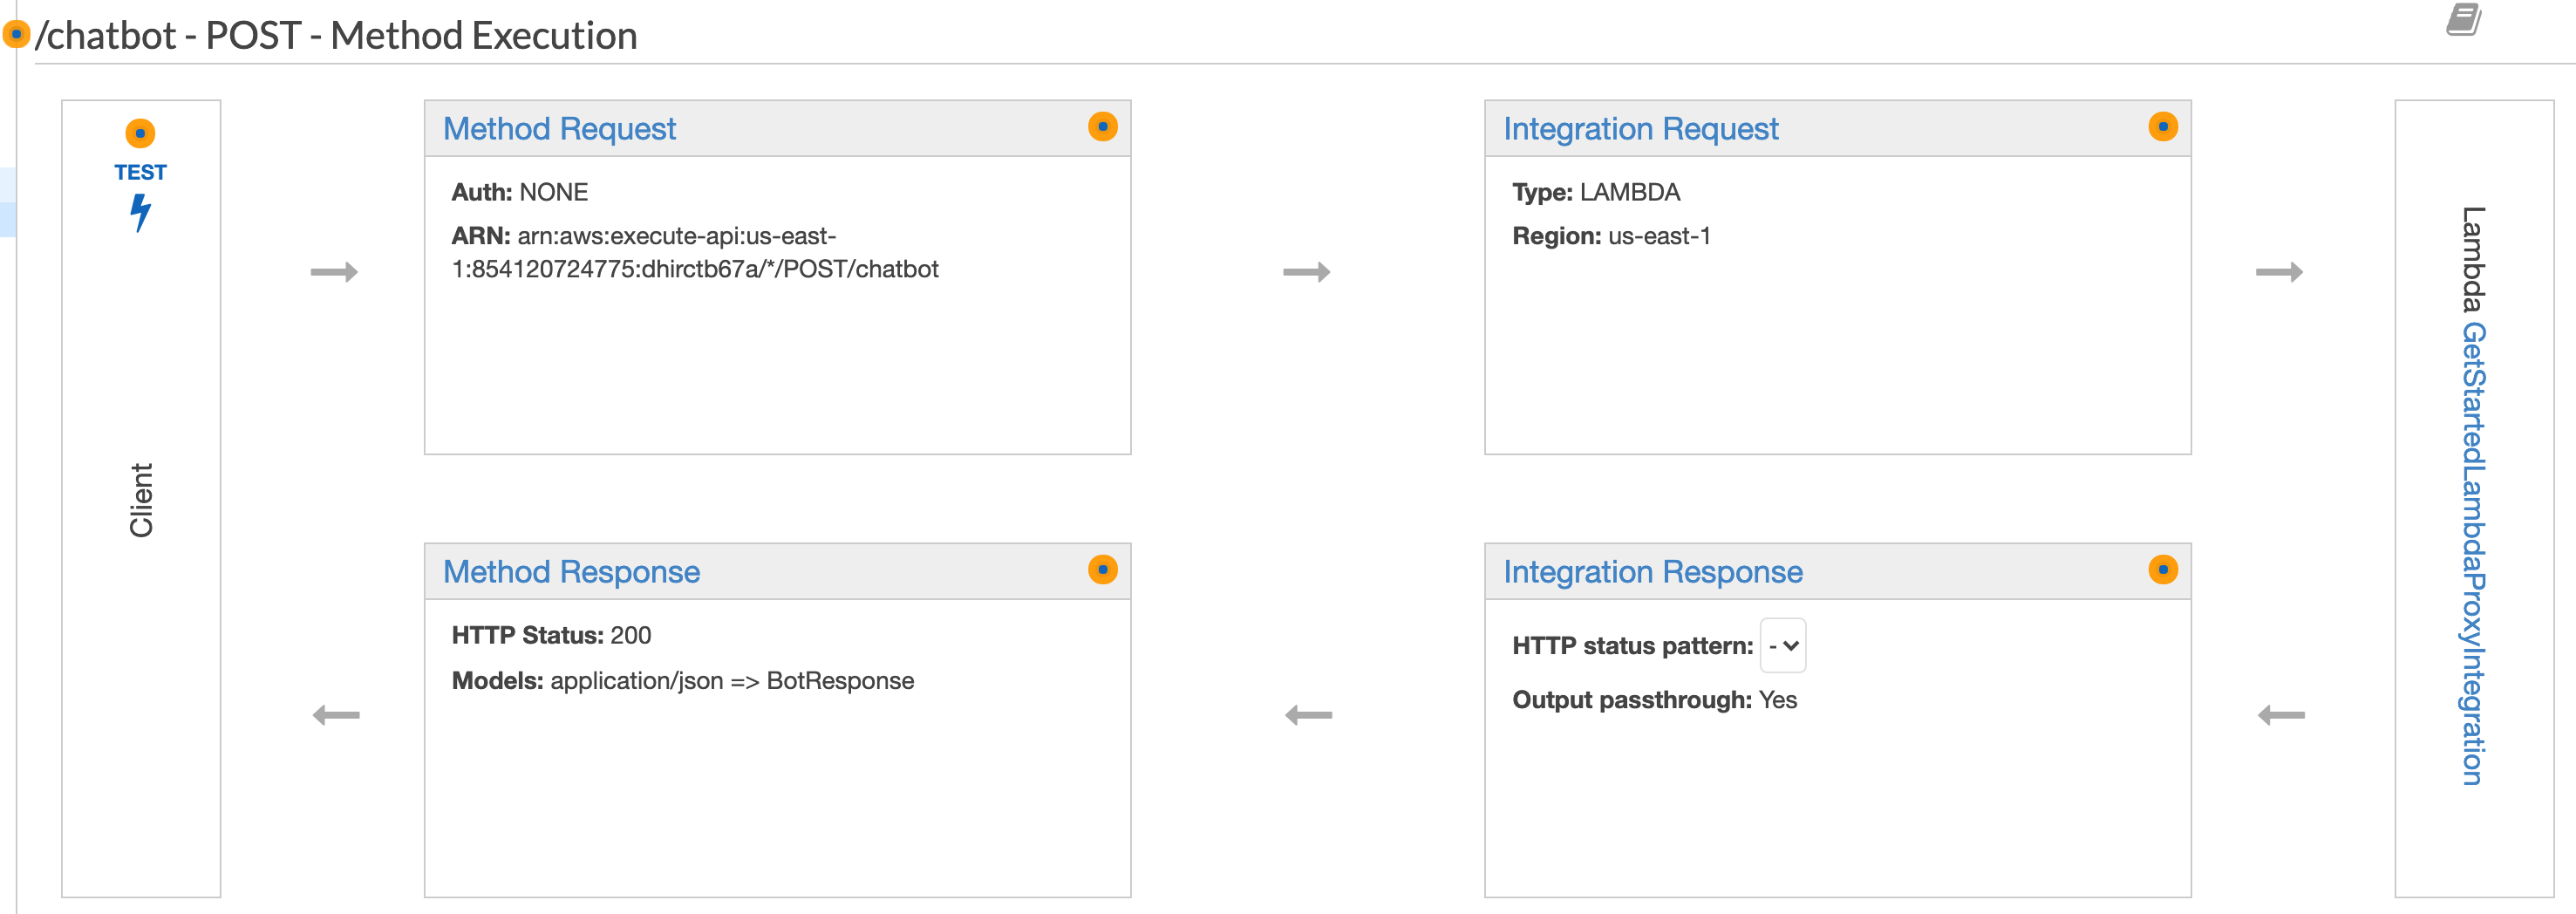 /chatbot - POST - Method Execution
TEST
Client
Method Request
Auth: NONE
ARN: arn:aws:execute-api:us-east-
1:854120724775:dhirctb67a/*/POST/chatbot
Integration Request
Type: LAMBDA
Region: us-east-1
Lambda GetStartedLambdaProxyIntegration
Method Response
HTTP Status: 200
Models: application/json => BotResponse
Integration Response
HTTP status pattern: -
Output passthrough: Yes